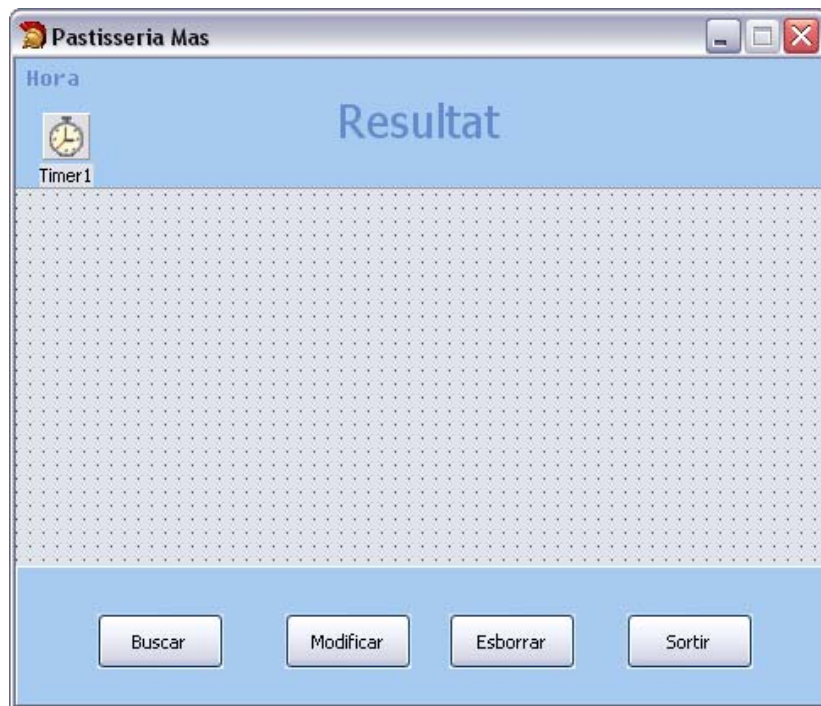 Pastisseria Mas
Hora
Resultat
Timer1
Buscar Modificar Esborrar Sortir